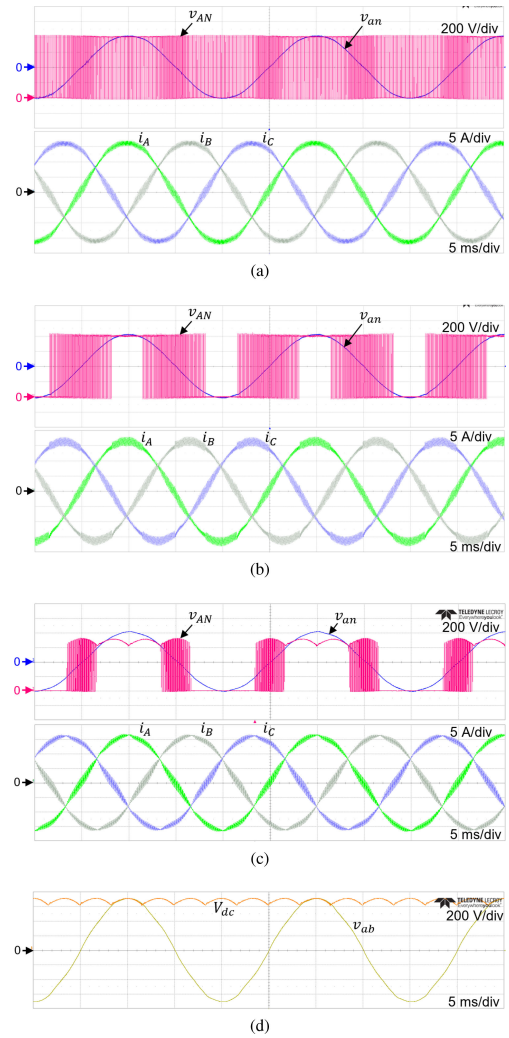 v_AN
v_an
200 V/div
0
0
i_A
i_B
i_C
5 A/div
0
5 ms/div
(a)
v_AN
v_an
200 V/div
0
0
i_A
i_B
i_C
5 A/div
0
5 ms/div
(b)
TELEDYNE LECROY
Everywhereyoulook
v_AN
v_an
200 V/div
0
0
i_A
i_B
i_C
5 A/div
0
5 ms/div
(c)
TELEDYNE LECROY
Everywhereyoulook
V_dc
200 V/div
v_ab
0
5 ms/div
(d)